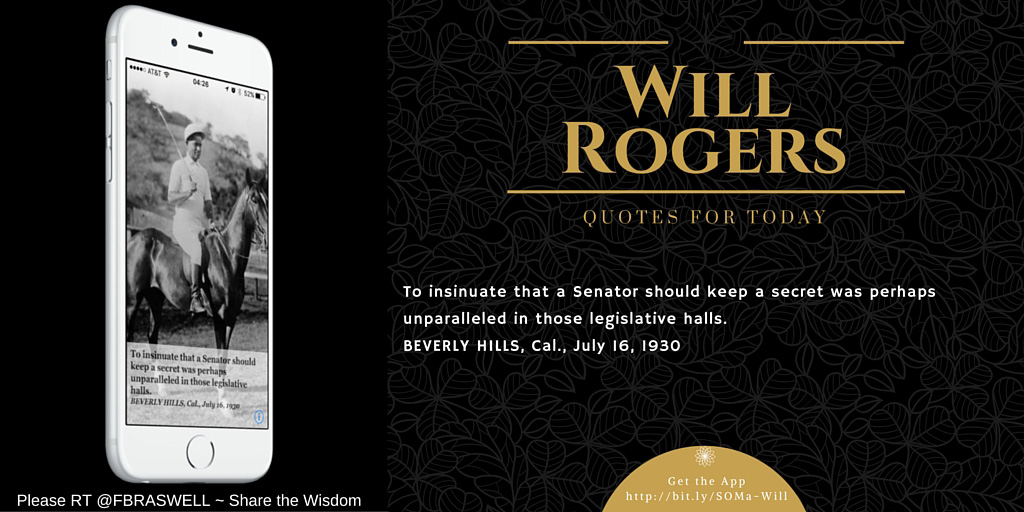 AT&T
04:26
52%
To insinuate that a Senator should
keep a secret was perhaps
unparalleled in those legislative
halls.
BEVERLY HILLS, Cal., July 16, 1930
Please RT @FBRASWELL ~ Share the Wisdom
WILL
ROGERS
QUOTES FOR TODAY
To insinuate that a Senator should keep a secret was perhaps
unparalleled in those legislative halls.
BEVERLY HILLS, Cal., July 16, 1930
Get the App
http://bit.ly/SOMa-Will